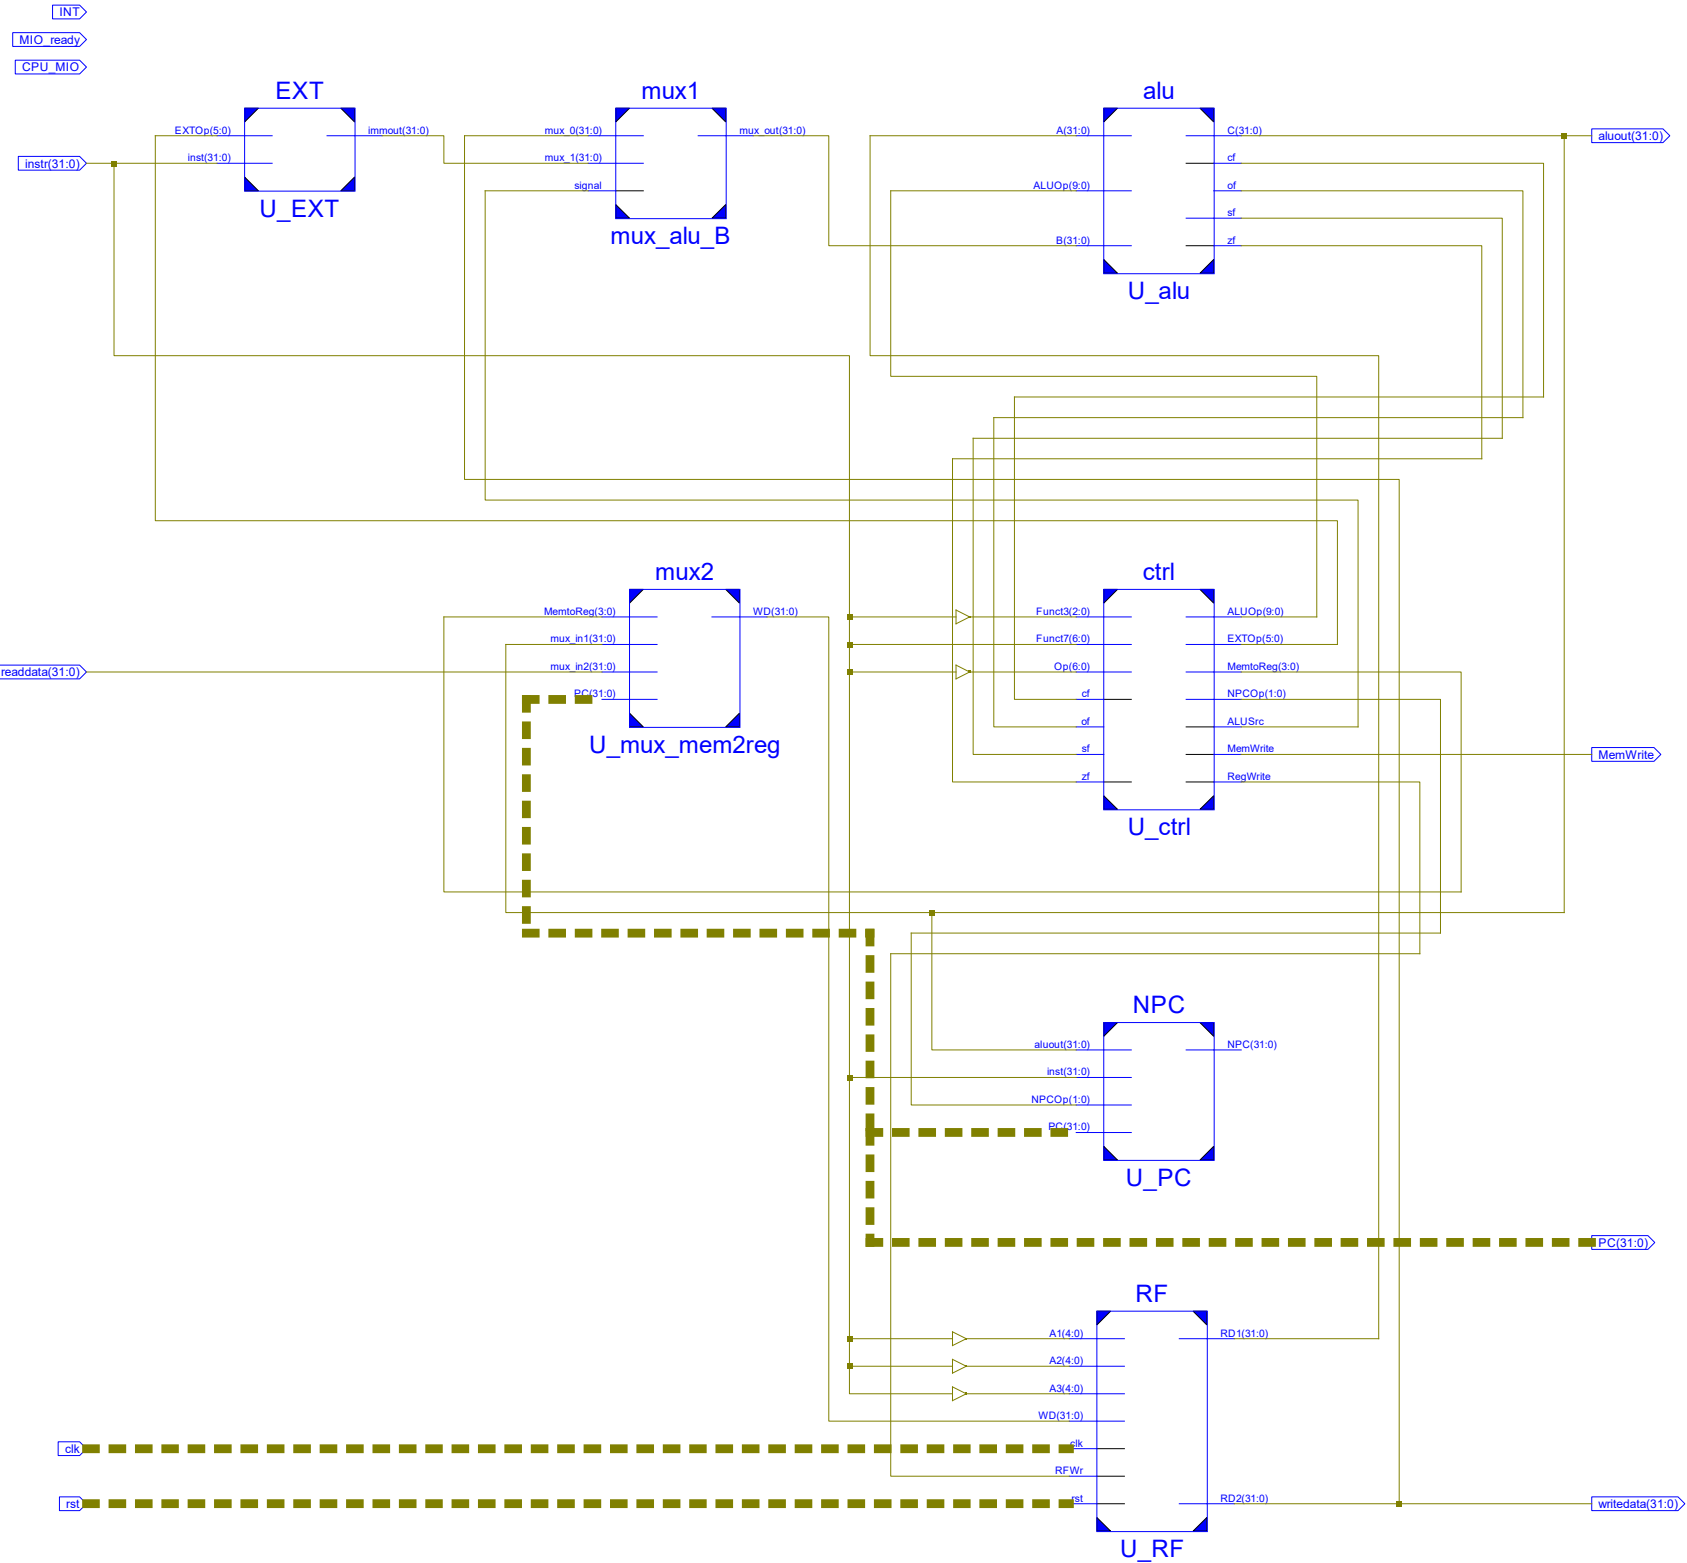 INT
MIO_ready
CPU_MIO
instr(31:0)
EXT
EXTOp(5:0)
inst(31:0)
immout(31:0)
U_EXT
mux1
mux_0(31:0)
mux_1(31:0)
signal
mux_out(31:0)
mux_alu_B
alu
A(31:0)
ALUOp(9:0)
B(31:0)
C(31:0)
cf
of
sf
zf
U_alu
aluout(31:0)
readdata(31:0)
mux2
MemtoReg(3:0)
mux_in1(31:0)
mux_in2(31:0)
PC(31:0)
WD(31:0)
U_mux_mem2reg
ctrl
Funct3(2:0)
Funct7(6:0)
Op(6:0)
cf
of
sf
zf
ALUOp(9:0)
EXTOp(5:0)
MemtoReg(3:0)
NPCOp(1:0)
ALUSrc
MemWrite
RegWrite
U_ctrl
MemWrite
NPC
aluout(31:0)
inst(31:0)
NPCOp(1:0)
PC(31:0)
NPC(31:0)
U_PC
PC(31:0)
RF
A1(4:0)
A2(4:0)
A3(4:0)
WD(31:0)
clk
RFWr
rst
RD1(31:0)
RD2(31:0)
U_RF
clk
rst
writedata(31:0)